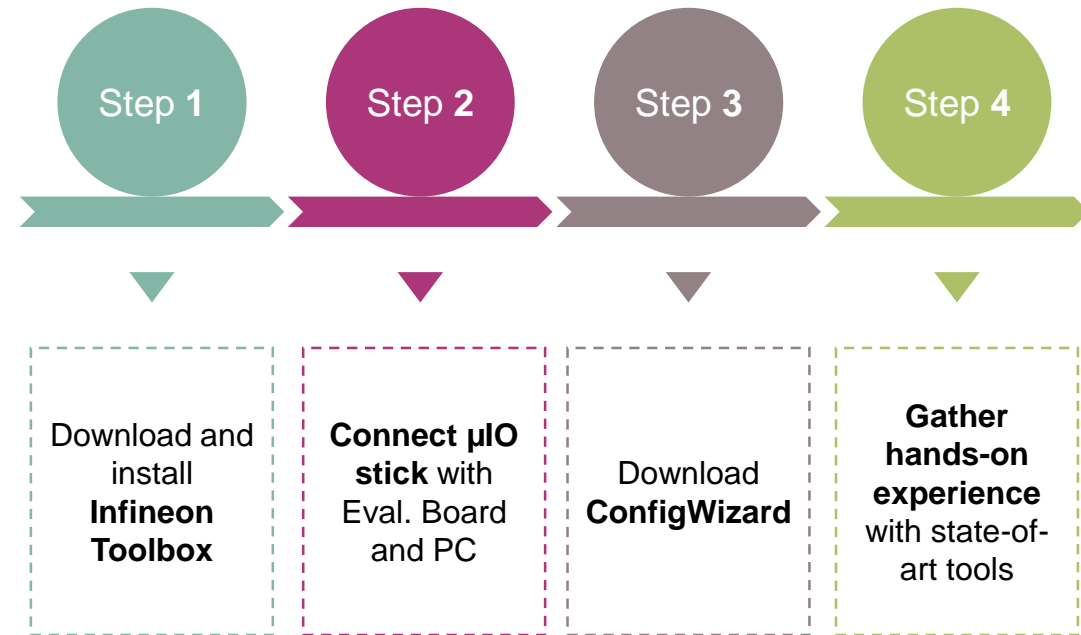 Step 1
Step 2
Step 3
Step 4
Download and
install
Infineon
Toolbox
Connect µIO
stick with
Eval. Board
and PC
Download
ConfigWizard
Gather
hands-on
experience
with state-of-
art tools